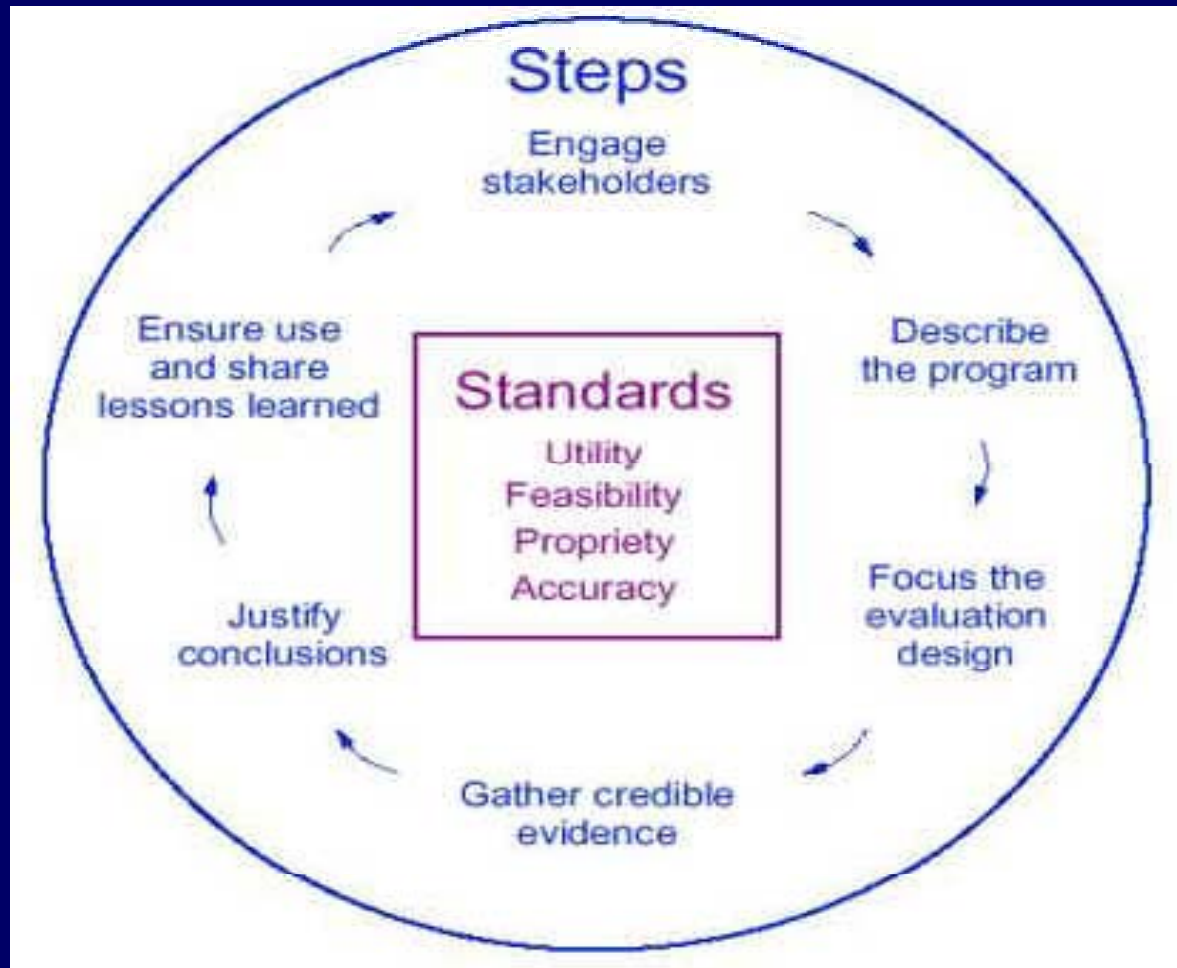 Steps
Engage
stakeholders
Describe
the program
Focus the
evaluation
design
Gather credible
evidence
Justify
conclusions
Ensure use
and share
lessons learned
Standards
Utility
Feasibility
Propriety
Accuracy